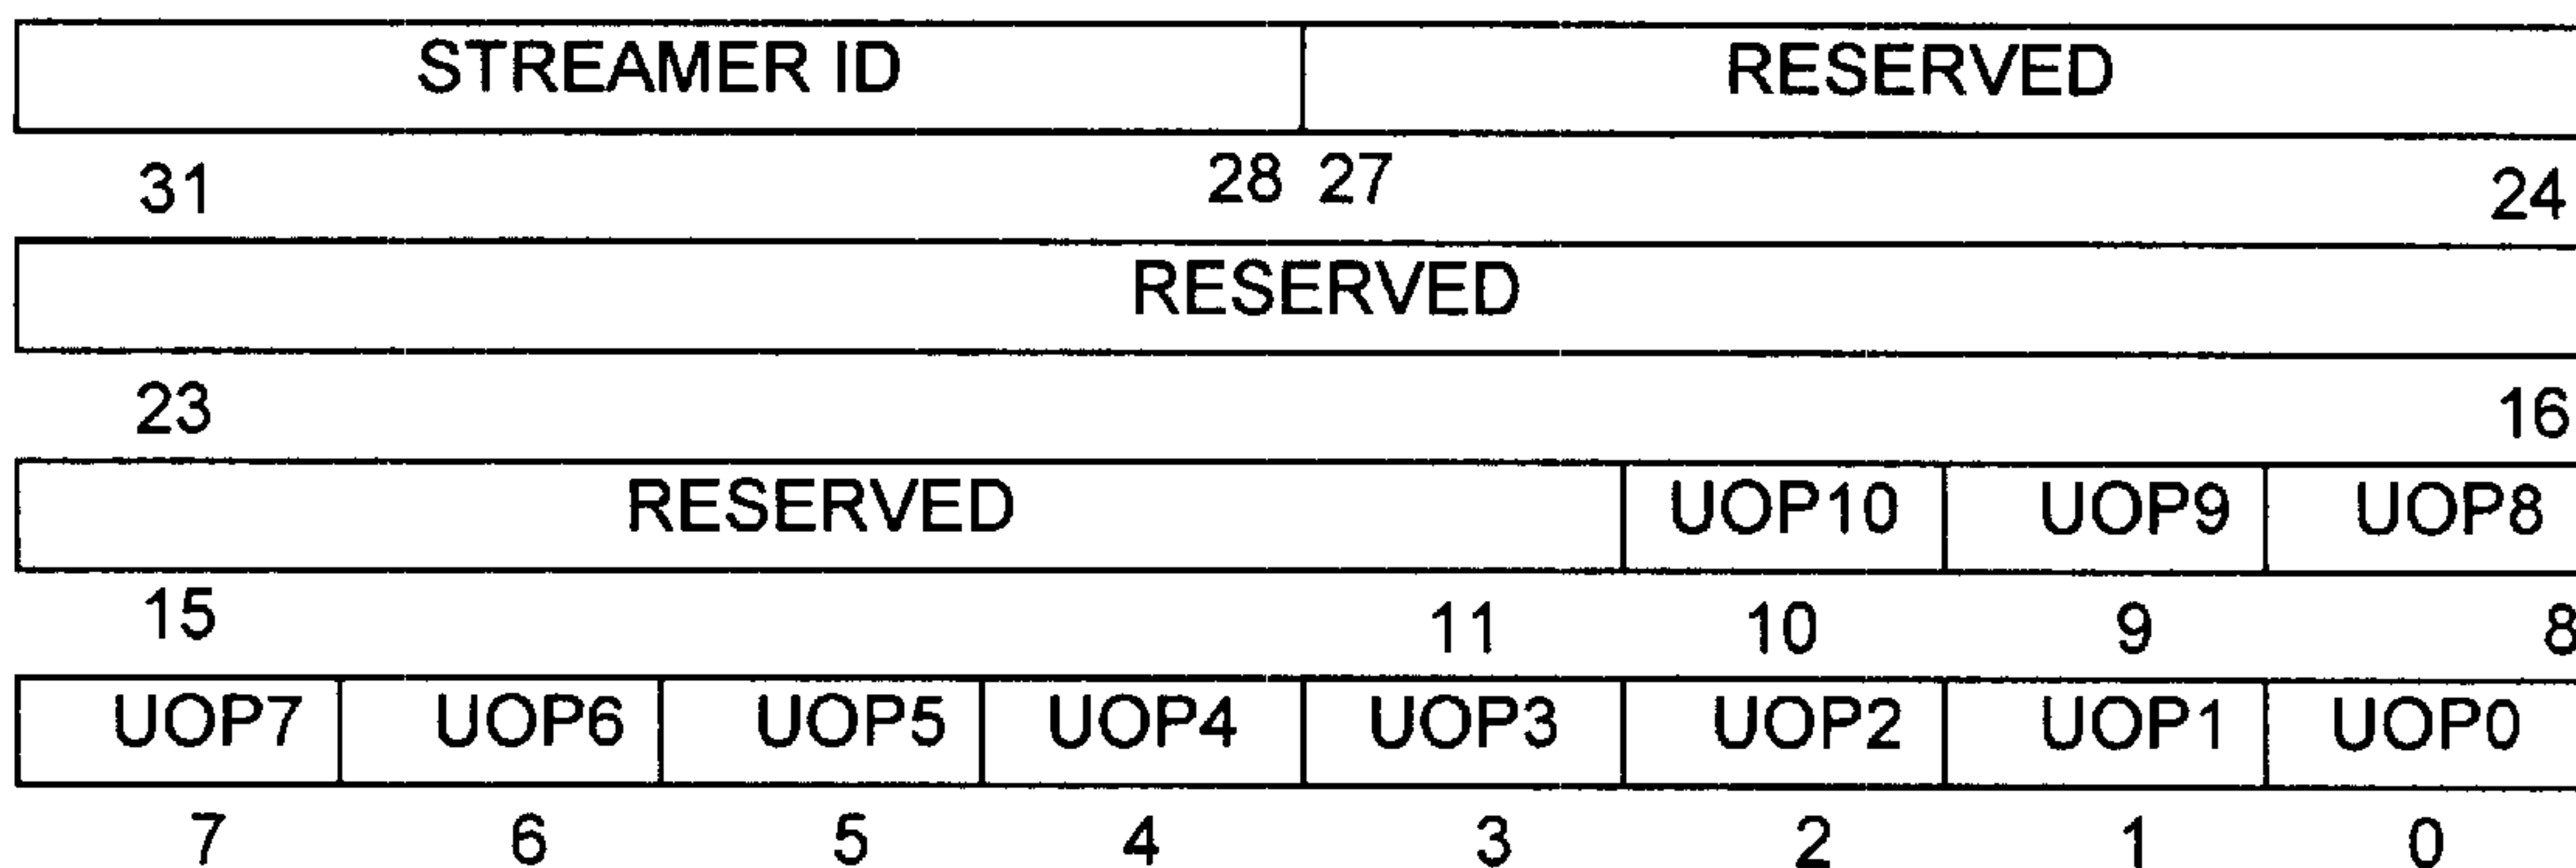 STREAMER ID RESERVED
31 28 27 24
RESERVED
23 16
RESERVED UOP10 UOP9 UOP8
15 11 10 9 8
UOP7 UOP6 UOP5 UOP4 UOP3 UOP2 UOP1 UOP0
7 6 5 4 3 2 1 0